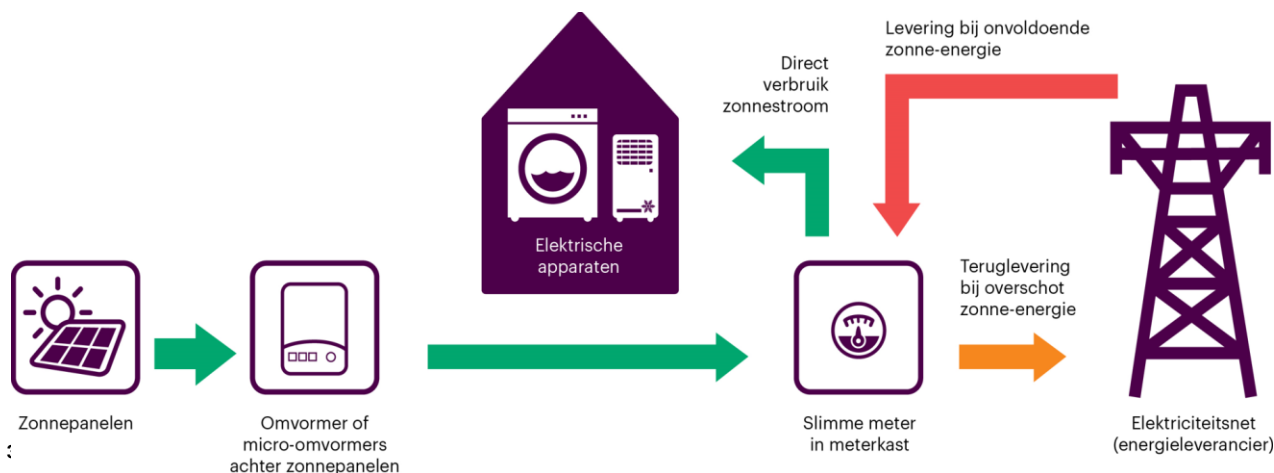 Levering bij onvoldoende
zonne-energie
Direct
verbruik
zonnestroom
Elektrische
apparaten
Teruglevering
bij overschot
zonne-energie
Zonnepanelen
Omvormer of
micro-omvormers
achter zonnepanelen
Slimme meter
in meterkast
Elektriciteitsnet
(energieleverancier)